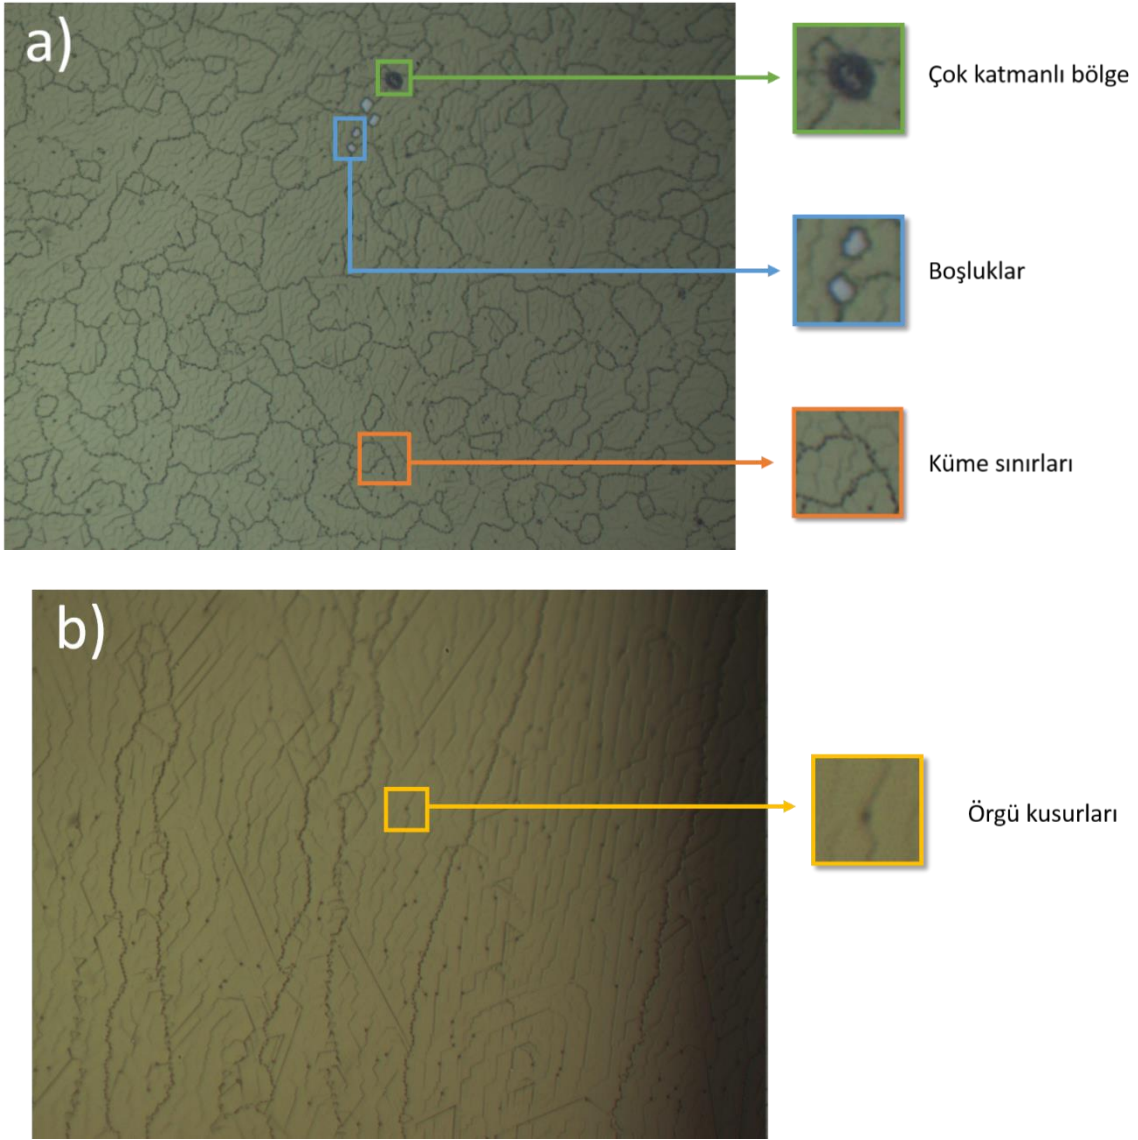 a)
Çok katmanlı bölge
Boşluklar
Küme sınırları
b)
Örgü kusurları